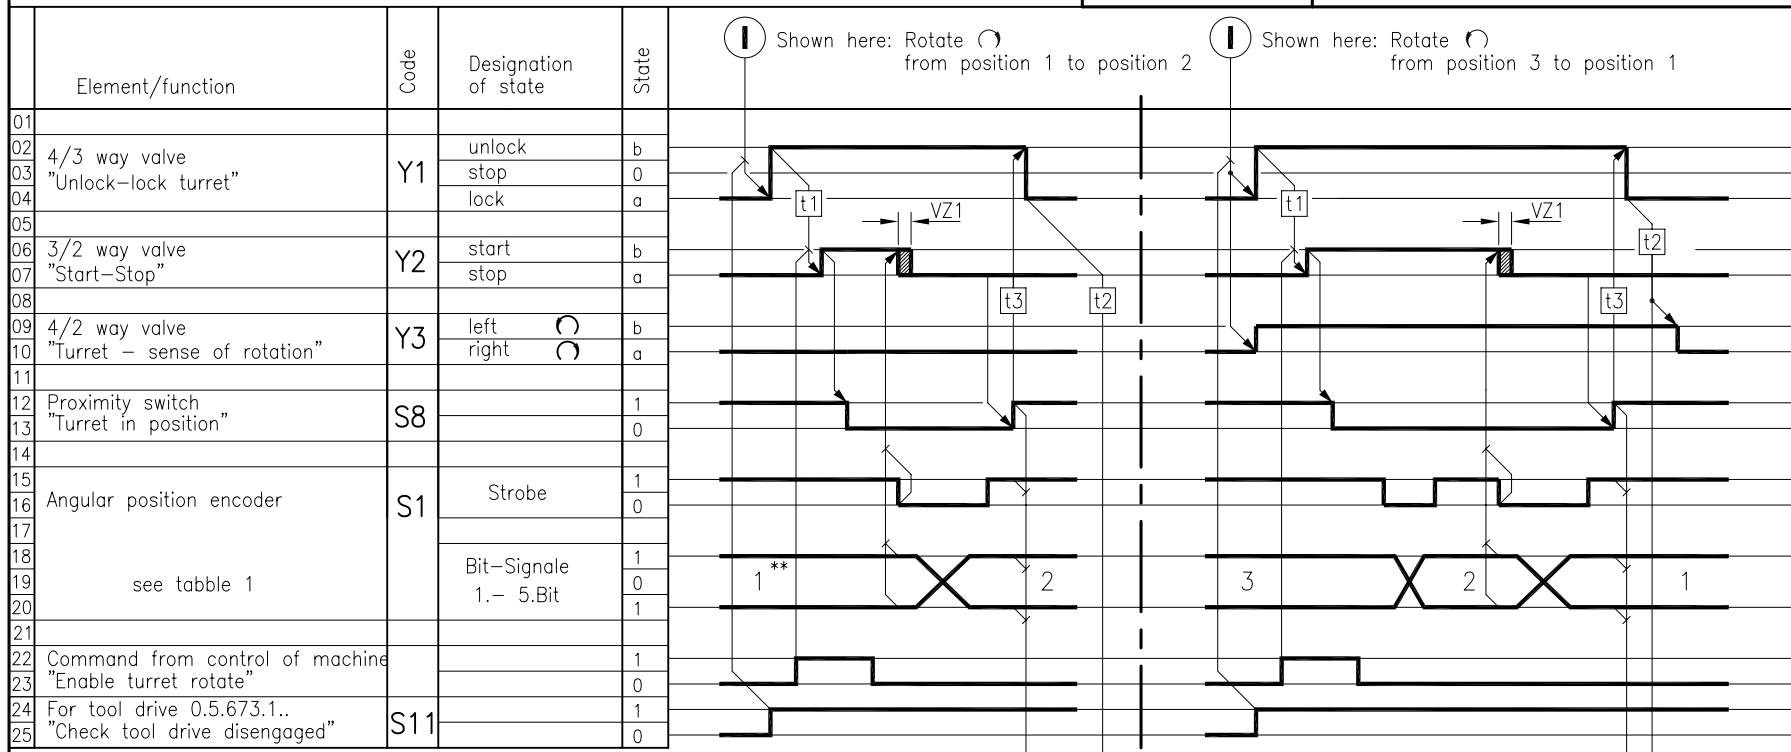 Shown here: Rotate
from position 1 to position 2
Shown here: Rotate
from position 3 to position 1
Element/function
Code
Designation
of state
State
01
02
03
04
05
06
07
08
09
10
11
12
13
14
15
16
17
18
19
20
21
22
23
24
25
4/3 way valve
"Unlock-lock turret"
Y1
unlock b
stop 0
lock a
t1
VZ1
t1
VZ1
3/2 way valve
"Start-Stop"
Y2
start b
stop a
t3
t2
t3
t2
4/2 way valve
"Turret - sense of rotation"
Y3
left b
right a
Proximity switch
"Turret in position"
S8
1
0
Angular position encoder
S1
Strobe
1
0
see tabble 1
Bit-Signale
1.- 5.Bit
1
0
1
1** 2
3 2 1
Command from control of machine
"Enable turret rotate"
1
0
For tool drive 0.5.673.1..
"Check tool drive disengaged"
S11
1
0